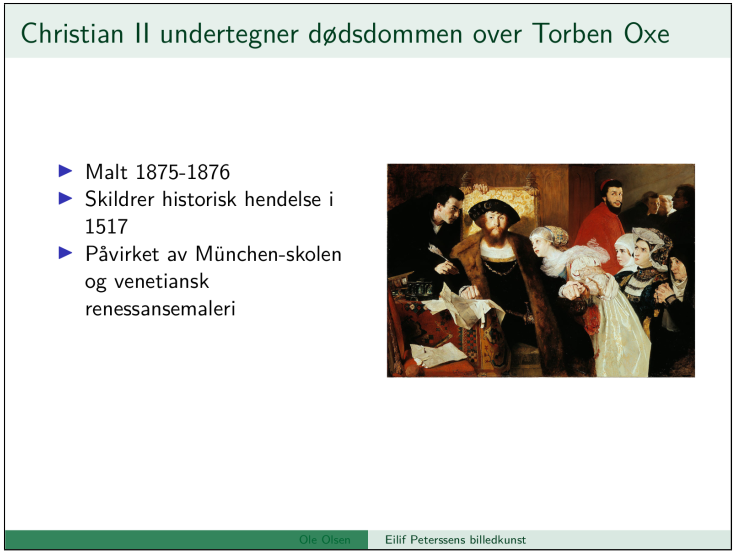 Christian II undertegner dødsdommen over Torben Oxe
Malt 1875-1876
Skildrer historisk hendelse i
1517
Påvirket av München-skolen
og venetiansk
renessansemaleri
Ole Olsen
Eilif Peterssens billedkunst